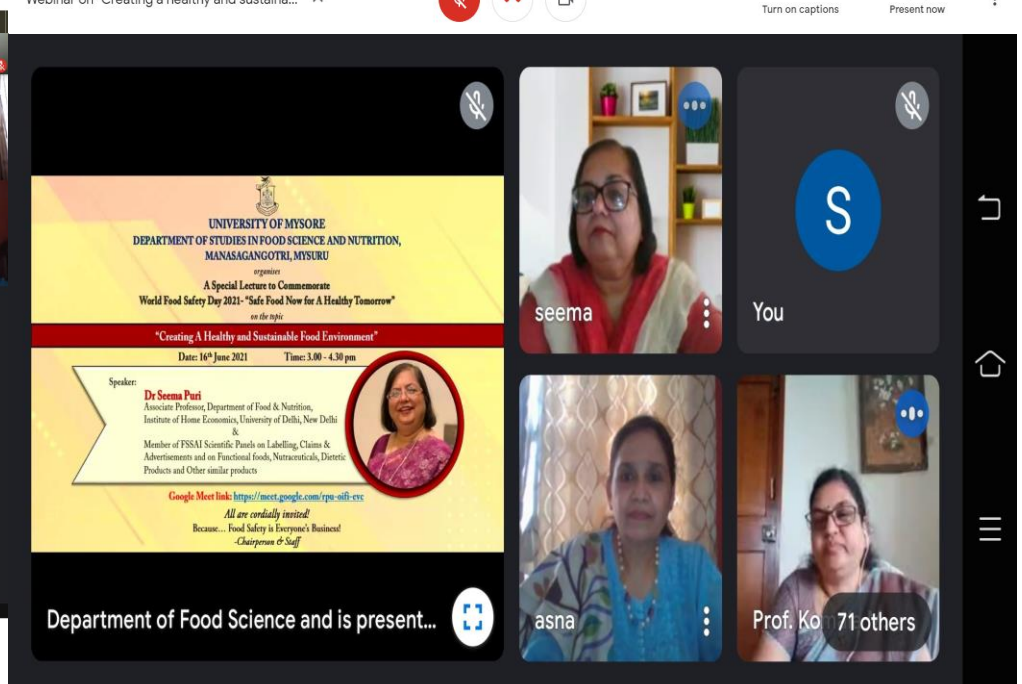 Webinar on "Creating a healthy and sustaina...
Turn on captions
Present now
UNIVERSITY OF MYSORE
DEPARTMENT OF STUDIES IN FOOD SCIENCE AND NUTRITION,
MANASAGANGOTRI, MYSURU
organises
A Special Lecture to Commemorate
World Food Safety Day 2021- "Safe Food Now for A Healthy Tomorrow"
on the topic
"Creating A Healthy and Sustainable Food Environment"
Date: 16th June 2021 Time: 3.00 - 4.30 pm
Speaker:
Dr Seema Puri
Associate Professor, Department of Food & Nutrition,
Institute of Home Economics, University of Delhi, New Delhi
&
Member of FSSAI Scientific Panels on Labelling, Claims &
Advertisements and on Functional foods, Nutraceuticals, Dietetic
Products and Other similar products
Google Meet link: https://meet.google.com/rpu-oifi-evc
All are cordially invited!
Because... Food Safety is Everyone's Business!
-Chairperson & Staff
Department of Food Science and is present...
seema
S
You
asna
Prof. Ko
71 others